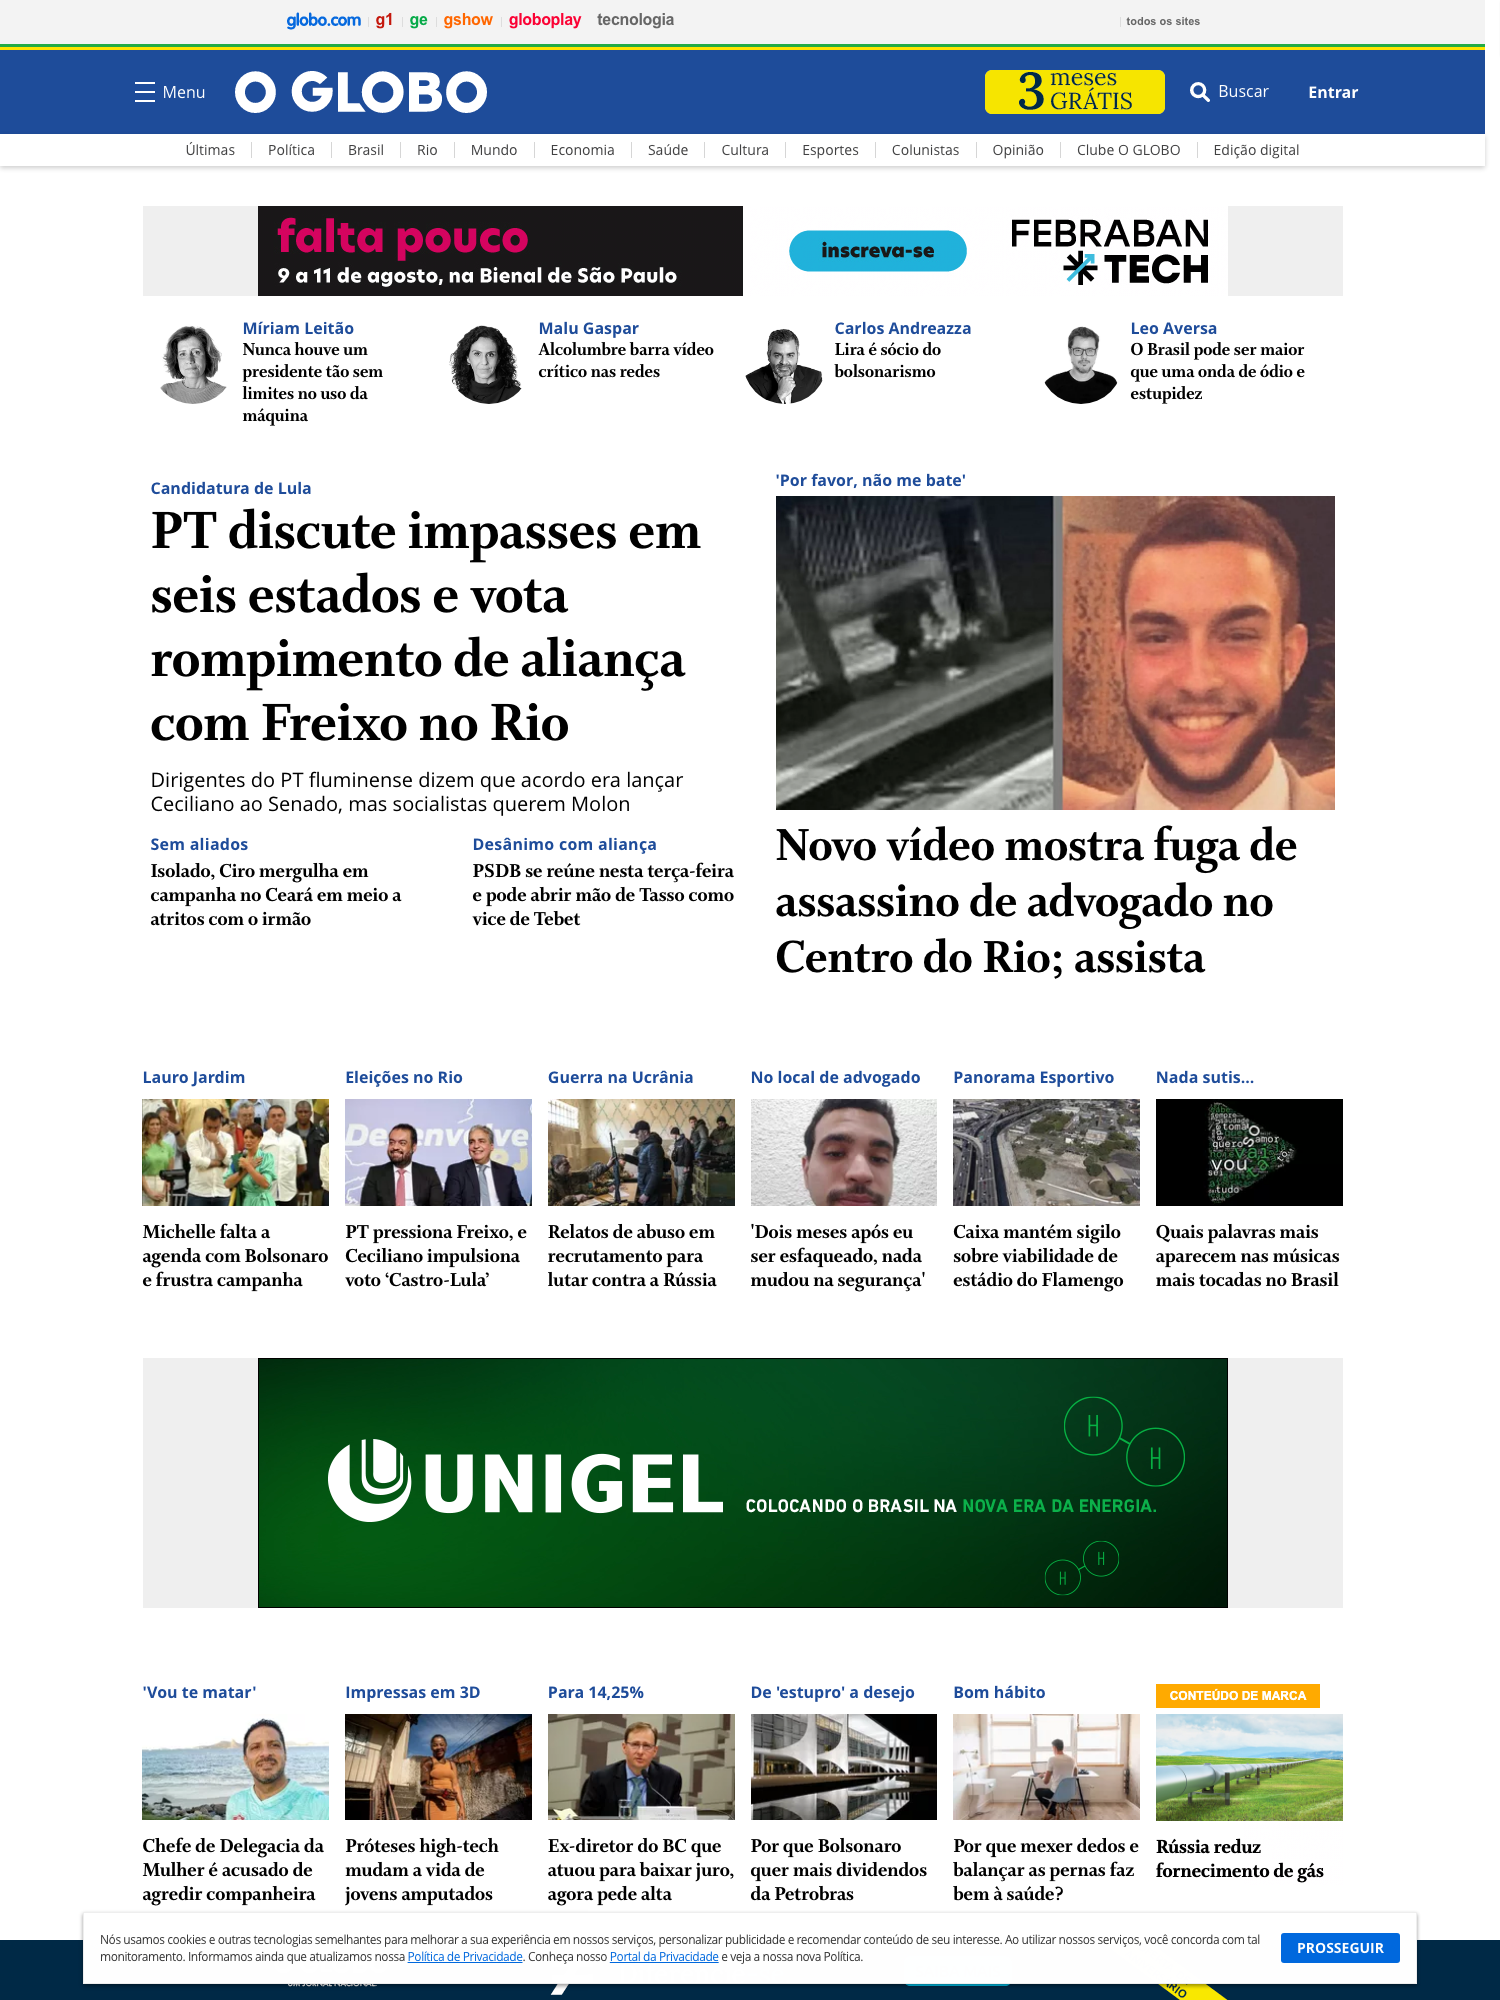 globo.com g1 ge gshow globoplay tecnologia todos os sites
Menu O GLOBO 3 meses GRÁTIS Buscar Entrar
Últimas Política Brasil Rio Mundo Economia Saúde Cultura Esportes Colunistas Opinião Clube O GLOBO Edição digital
falta pouco
9 a 11 de agosto, na Bienal de São Paulo
inscreva-se
FEBRABAN
TECH
Míriam Leitão
Nunca houve um
presidente tão sem
limites no uso da
máquina
Malu Gaspar
Alcolumbre barra vídeo
crítico nas redes
Carlos Andreazza
Lira é sócio do
bolsonarismo
Leo Aversa
O Brasil pode ser maior
que uma onda de ódio e
estupidez
Candidatura de Lula
PT discute impasses em
seis estados e vota
rompimento de aliança
com Freixo no Rio
Dirigentes do PT fluminense dizem que acordo era lançar
Ceciliano ao Senado, mas socialistas querem Molon
Sem aliados
Isolado, Ciro mergulha em
campanha no Ceará em meio a
atritos com o irmão
Desânimo com aliança
PSDB se reúne nesta terça-feira
e pode abrir mão de Tasso como
vice de Tebet
'Por favor, não me bate'
Novo vídeo mostra fuga de
assassino de advogado no
Centro do Rio; assista
Lauro Jardim
Michelle falta a
agenda com Bolsonaro
e frustra campanha
Eleições no Rio
Desenvolve
RJ
PT pressiona Freixo, e
Ceciliano impulsiona
voto ‘Castro-Lula’
Guerra na Ucrânia
Relatos de abuso em
recrutamento para
lutar contra a Rússia
No local de advogado
'Dois meses após eu
ser esfaqueado, nada
mudou na segurança'
Panorama Esportivo
Caixa mantém sigilo
sobre viabilidade de
estádio do Flamengo
Nada sutis...
sempre
saudade
toma
quero só amor
vai
vou
sei
tudo
Quais palavras mais
aparecem nas músicas
mais tocadas no Brasil
H
H
UNIGEL
COLOCANDO O BRASIL NA NOVA ERA DA ENERGIA.
H
H
'Vou te matar'
Chefe de Delegacia da
Mulher é acusado de
agredir companheira
Impressas em 3D
Próteses high-tech
mudam a vida de
jovens amputados
Para 14,25%
Ex-diretor do BC que
atuou para baixar juro,
agora pede alta
De 'estupro' a desejo
Por que Bolsonaro
quer mais dividendos
da Petrobras
Bom hábito
Por que mexer dedos e
balançar as pernas faz
bem à saúde?
CONTEÚDO DE MARCA
Rússia reduz
fornecimento de gás
Nós usamos cookies e outras tecnologias semelhantes para melhorar a sua experiência em nossos serviços, personalizar publicidade e recomendar conteúdo de seu interesse. Ao utilizar nossos serviços, você concorda com tal
monitoramento. Informamos ainda que atualizamos nossa Política de Privacidade. Conheça nosso Portal da Privacidade e veja a nossa nova Política.
PROSSEGUIR